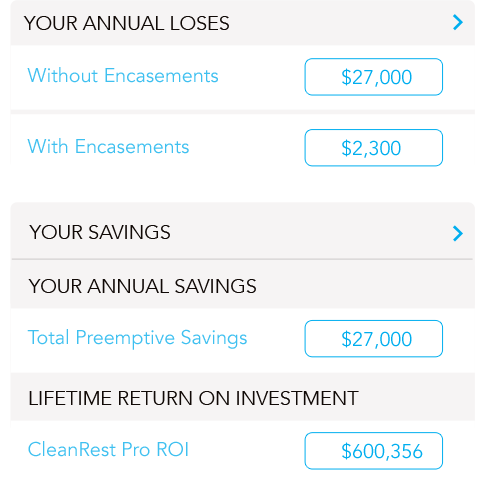 YOUR ANNUAL LOSES
Without Encasements $27,000
With Encasements $2,300
YOUR SAVINGS
YOUR ANNUAL SAVINGS
Total Preemptive Savings $27,000
LIFETIME RETURN ON INVESTMENT
CleanRest Pro ROI $600,356